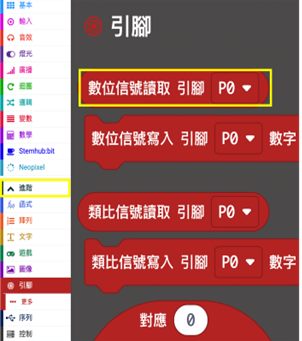 基本
輸入
音效
燈光
廣播
迴圈
邏輯
變數
數學
Stemhub:bit
Neopixel
進階
函式
陣列
文字
遊戲
圖像
引腳
更多
序列
控制
引腳
數位信號讀取 引腳 P0
數位信號寫入 引腳 P0 數字
類比信號讀取 引腳 P0
類比信號寫入 引腳 P0 數字
對應 0